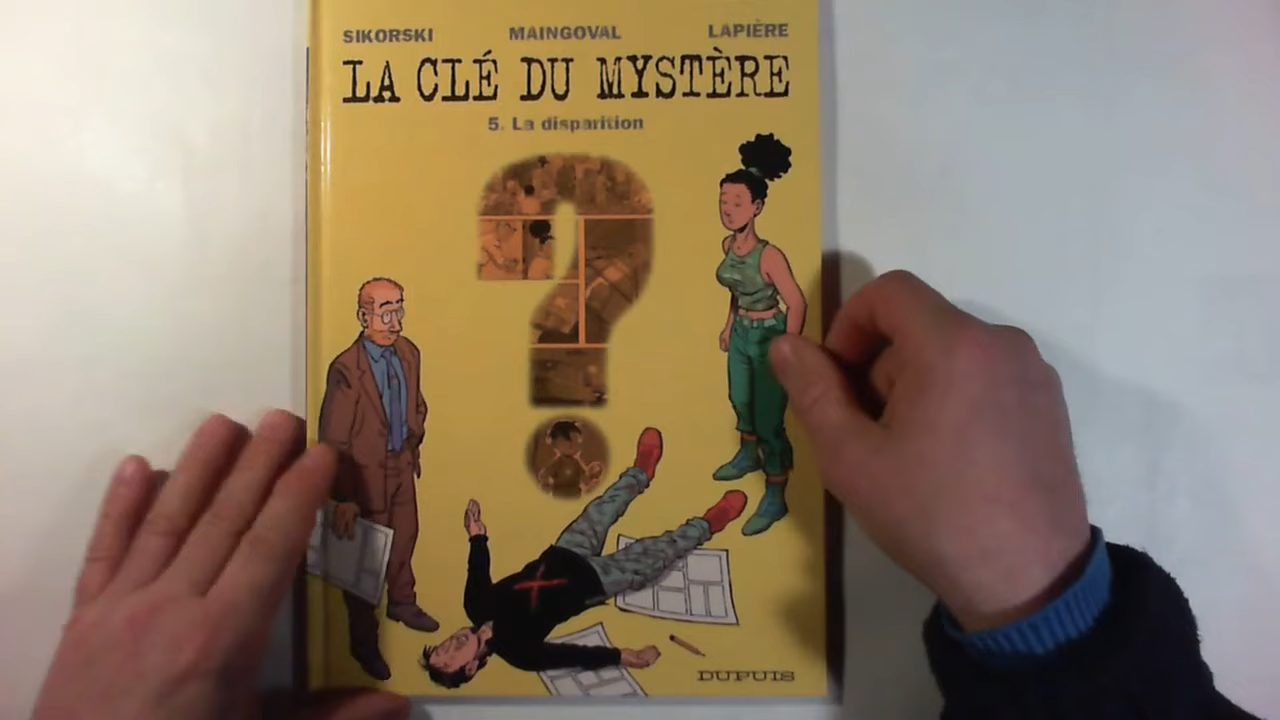 SIKORSKI MAINGOVAL LAPIÈRE
LA CLÉ DU MYSTÈRE
5. La disparition
DUPUIS